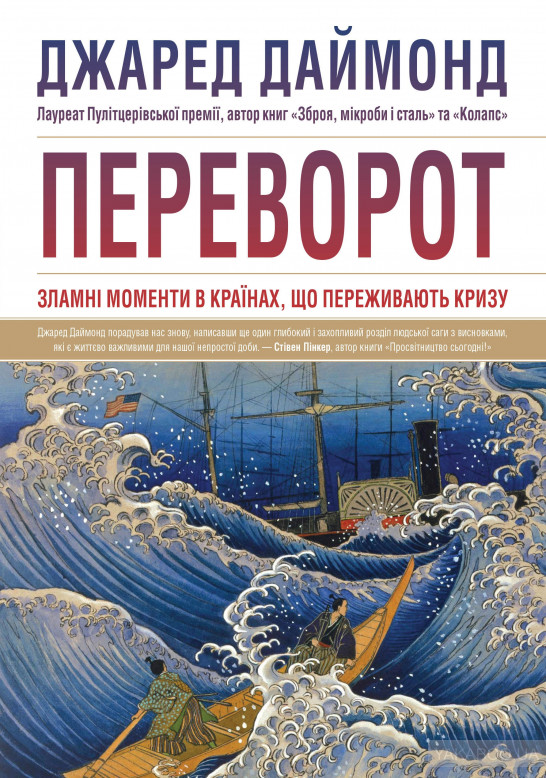 ДЖАРЕД ДАЙМОНД
Лауреат Пулітцерівської премії, автор книг «Зброя, мікроби і сталь» та «Колапс»
ПЕРЕВОРОТ
ЗЛАМНІ МОМЕНТИ В КРАЇНАХ, ЩО ПЕРЕЖИВАЮТЬ КРИЗУ
Джаред Даймонд порадував нас знову, написавши ще один глибокий і захопливий розділ людської саги з висновками,
які є життєво важливими для нашої непростої доби. — Стівен Пінкер, автор книги «Просвітництво сьогодні!»